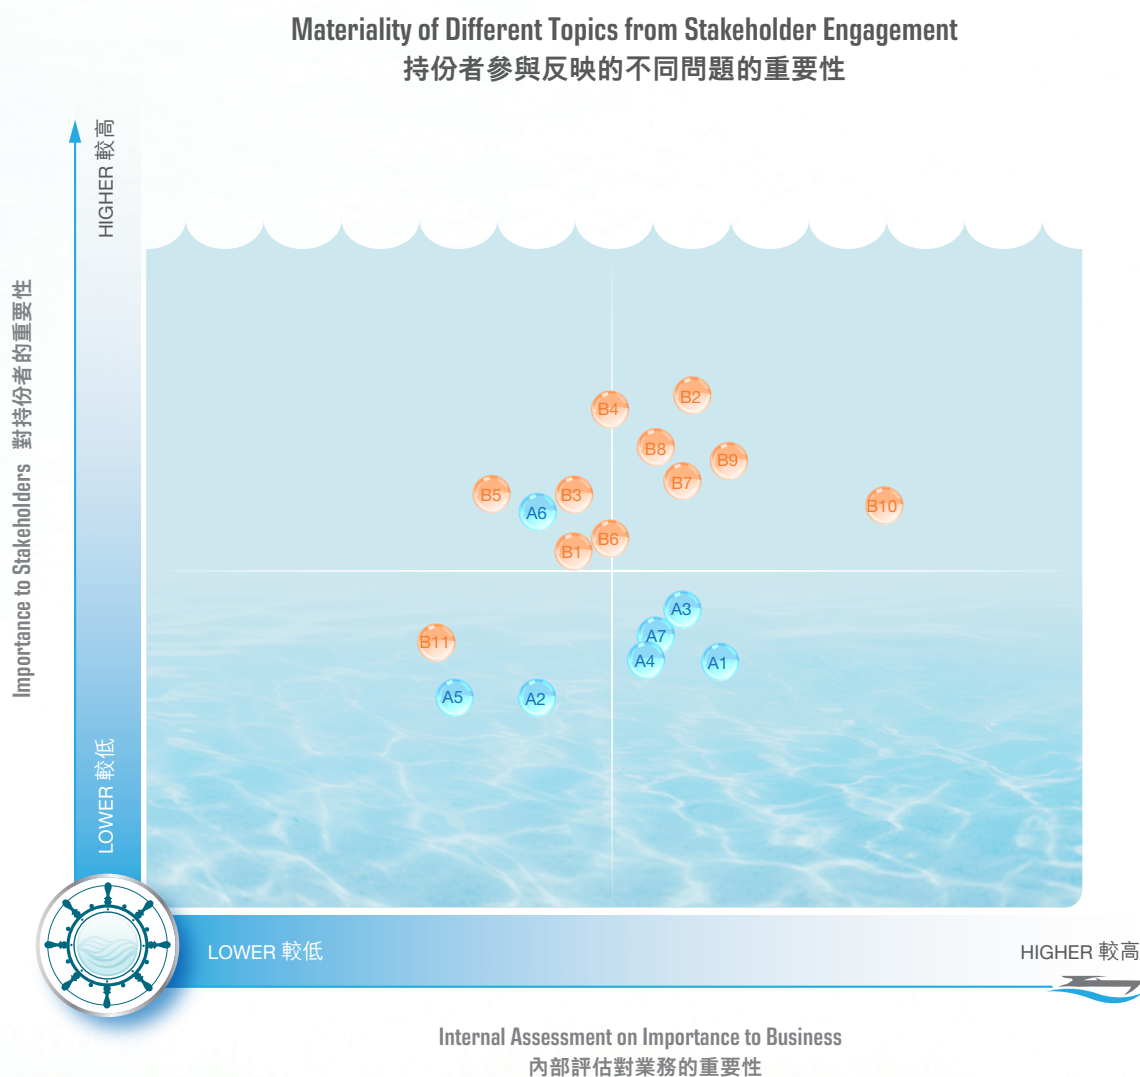 Materiality of Different Topics from Stakeholder Engagement
持份者參與反映的不同問題的重要性
HIGHER 較高
Importance to Stakeholders 對持份者的重要性
LOWER 較低
B2
B4
B8
B9
B7
B5
B3
B10
A6
B6
B1
A3
A7
B11
A4
A1
A5
A2
LOWER 較低
HIGHER 較高
Internal Assessment on Importance to Business
內部評估對業務的重要性